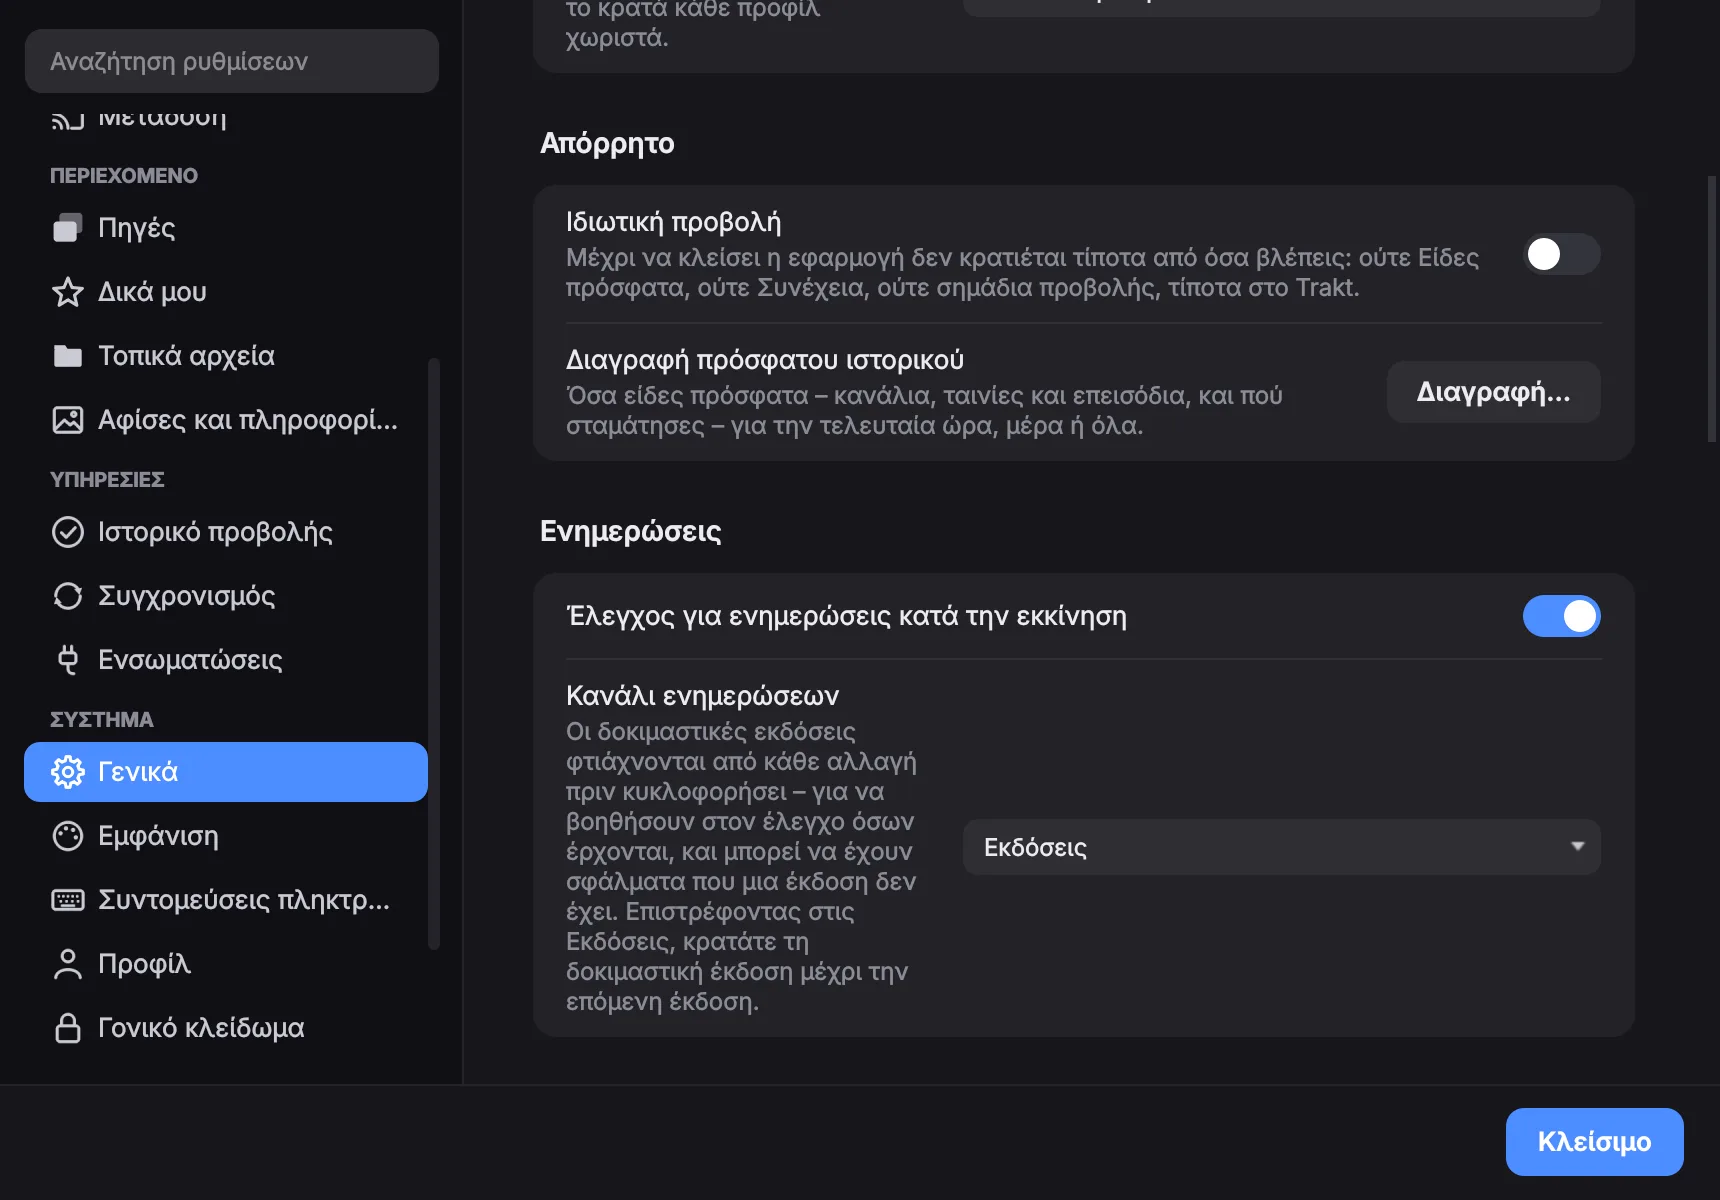 Αναζήτηση ρυθμίσεων
Μετάδοση
ΠΕΡΙΕΧΟΜΕΝΟ
Πηγές
Δικά μου
Τοπικά αρχεία
Αφίσες και πληροφορί...
ΥΠΗΡΕΣΙΕΣ
Ιστορικό προβολής
Συγχρονισμός
Ενσωματώσεις
ΣΥΣΤΗΜΑ
Γενικά
Εμφάνιση
Συντομεύσεις πληκτρ...
Προφίλ
Γονικό κλείδωμα
το κρατά κάθε προφίλ
χωριστά.
Απόρρητο
Ιδιωτική προβολή
Μέχρι να κλείσει η εφαρμογή δεν κρατιέται τίποτα από όσα βλέπεις: ούτε Είδες
πρόσφατα, ούτε Συνέχεια, ούτε σημάδια προβολής, τίποτα στο Trakt.
Διαγραφή πρόσφατου ιστορικού
Όσα είδες πρόσφατα – κανάλια, ταινίες και επεισόδια, και πού
σταμάτησες – για την τελευταία ώρα, μέρα ή όλα.
Διαγραφή...
Ενημερώσεις
Έλεγχος για ενημερώσεις κατά την εκκίνηση
Κανάλι ενημερώσεων
Οι δοκιμαστικές εκδόσεις
φτιάχνονται από κάθε αλλαγή
πριν κυκλοφορήσει – για να
βοηθήσουν στον έλεγχο όσων
έρχονται, και μπορεί να έχουν
σφάλματα που μια έκδοση δεν
έχει. Επιστρέφοντας στις
Εκδόσεις, κρατάτε τη
δοκιμαστική έκδοση μέχρι την
επόμενη έκδοση.
Εκδόσεις
Κλείσιμο